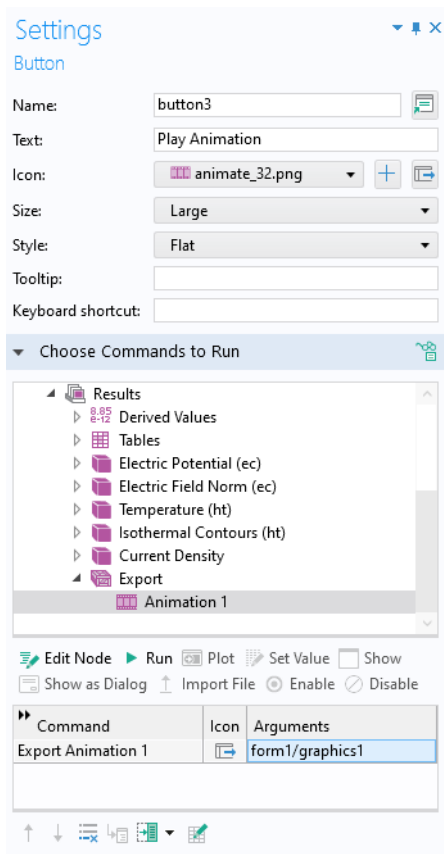 Settings
Button
Name: button3
Text: Play Animation
Icon: animate_32.png
Size: Large
Style: Flat
Tooltip:
Keyboard shortcut:
Choose Commands to Run
Results
8.85 e-12 Derived Values
Tables
Electric Potential (ec)
Electric Field Norm (ec)
Temperature (ht)
Isothermal Contours (ht)
Current Density
Export
Animation 1
Edit Node Run Plot Set Value Show
Show as Dialog Import File Enable Disable
Command Icon Arguments
Export Animation 1 form1/graphics1